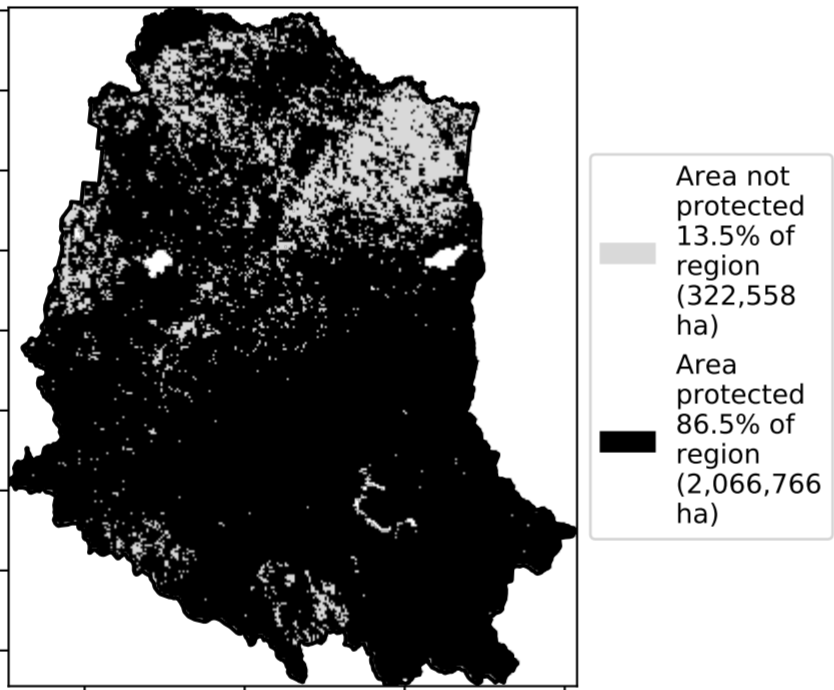 Area not
protected
13.5% of
region
(322,558
ha)
Area
protected
86.5% of
region
(2,066,766
ha)